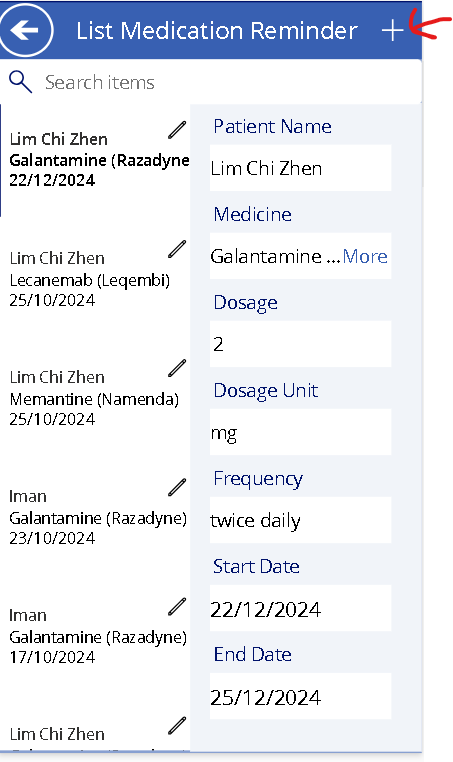 List Medication Reminder
Search items
Lim Chi Zhen
Galantamine (Razadyne
22/12/2024
Lim Chi Zhen
Lecanemab (Leqembi)
25/10/2024
Lim Chi Zhen
Memantine (Namenda)
25/10/2024
Iman
Galantamine (Razadyne)
23/10/2024
Iman
Galantamine (Razadyne)
17/10/2024
Lim Chi Zhen
Patient Name
Lim Chi Zhen
Medicine
Galantamine ...More
Dosage
2
Dosage Unit
mg
Frequency
twice daily
Start Date
22/12/2024
End Date
25/12/2024